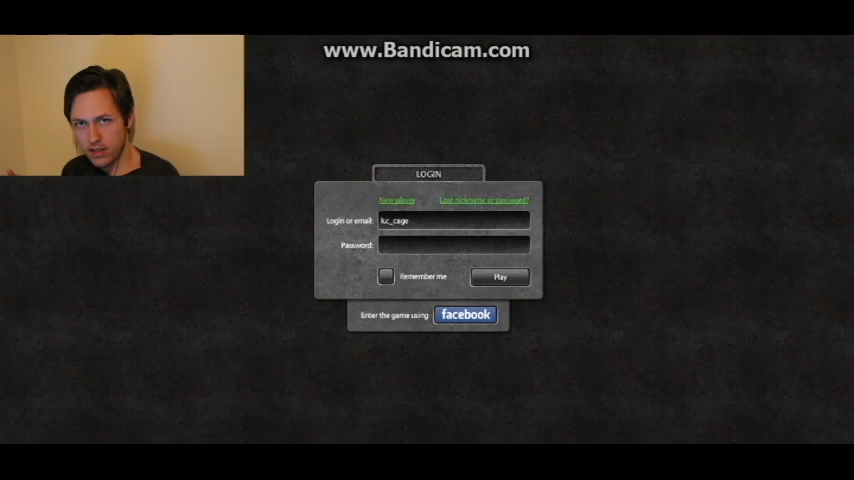 www.Bandicam.com
LOGIN
New player
Lost nickname or password?
Login or email:
luc_cage
Password:
Remember me
Play
Enter the game using
facebook